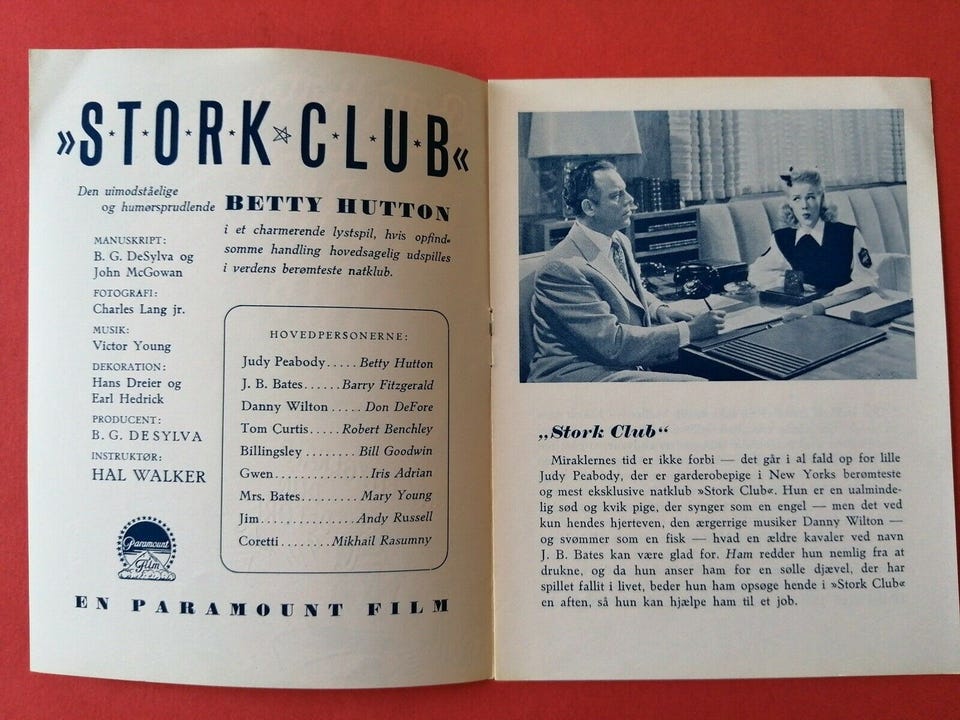 »STORK CLUB«
Den uimodståelige
og humørsprudlende BETTY HUTTON
i et charmerende lystspil, hvis opfind-
somme handling hovedsagelig udspilles
i verdens berømteste natklub.
MANUSKRIPT:
B. G. DeSylva og
John McGowan
FOTOGRAFI:
Charles Lang jr.
MUSIK:
Victor Young
DEKORATION:
Hans Dreier og
Earl Hedrick
PRODUCENT:
B. G. DESYLVA
INSTRUKTØR:
HAL WALKER
HOVEDPERSONERNE:
Judy Peabody.....Betty Hutton
J. B. Bates......Barry Fitzgerald
Danny Wilton.....Don DeFore
Tom Curtis.......Robert Benchley
Billingsley........Bill Goodwin
Gwen..............Iris Adrian
Mrs. Bates.........Mary Young
Jim...............Andy Russell
Coretti........Mikhail Rasumny
Paramount
Film
EN PARAMOUNT FILM
„Stork Club“
Miraklernes tid er ikke forbi — det går i al fald op for lille
Judy Peabody, der er garderobepige i New Yorks berømteste
og mest eksklusive natklub »Stork Club«. Hun er en ualminde-
lig sød og kvik pige, der synger som en engel — men det ved
kun hendes hjerteven, den ærgerrige musiker Danny Wilton —
og svømmer som en fisk — hvad en ældre kavaler ved navn
J. B. Bates kan være glad for. Ham redder hun nemlig fra at
drukne, og da hun anser ham for en sølle djævel, der har
spillet fallit i livet, beder hun ham opsøge hende i »Stork Club«
en aften, så hun kan hjælpe ham til et job.